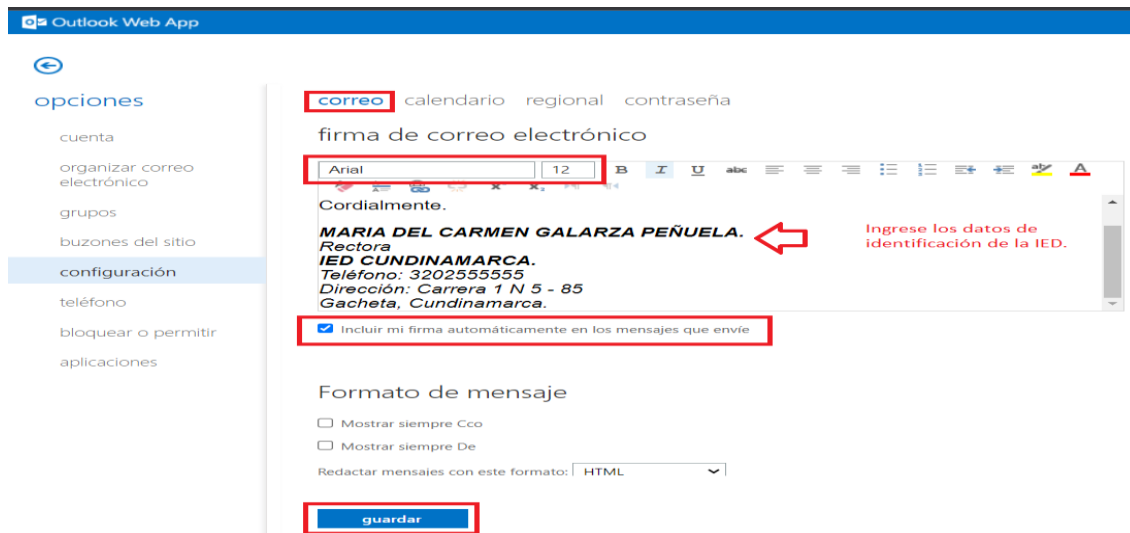 Outlook Web App
opciones
cuenta
organizar correo
electrónico
grupos
buzones del sitio
configuración
teléfono
bloquear o permitir
aplicaciones
correo calendario regional contraseña
firma de correo electrónico
Arial 12 B I U abc A
Cordialmente.
MARIA DEL CARMEN GALARZA PEÑUELA.
Rectora
IED CUNDINAMARCA.
Teléfono: 3202555555
Dirección: Carrera 1 N 5 - 85
Gacheta, Cundinamarca.
Ingrese los datos de
identificación de la IED.
Incluir mi firma automáticamente en los mensajes que envíe
Formato de mensaje
Mostrar siempre Cco
Mostrar siempre De
Redactar mensajes con este formato: HTML
guardar